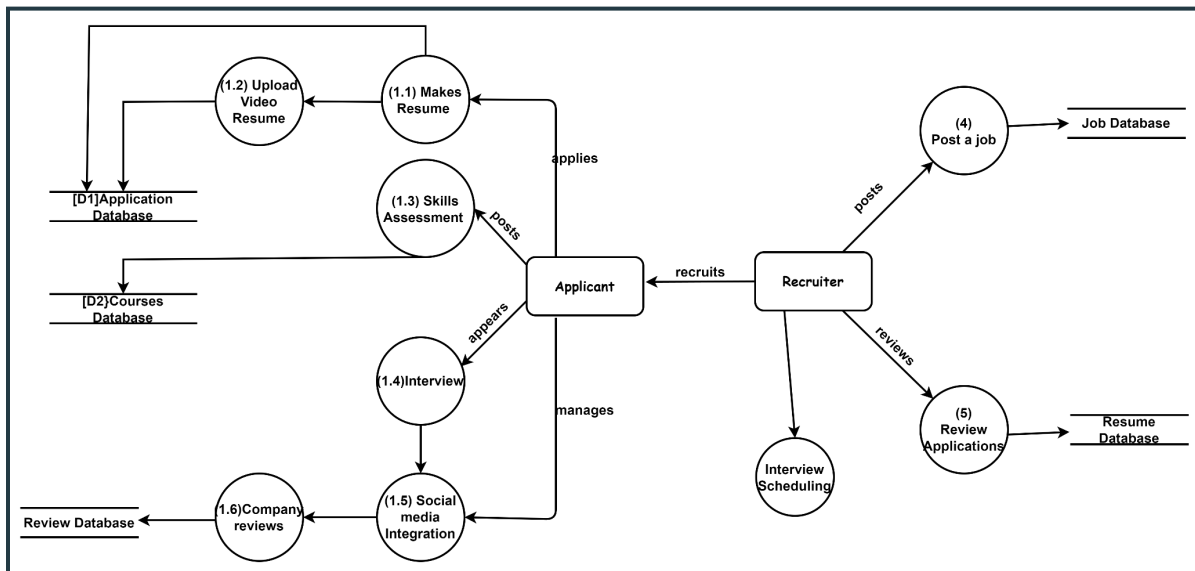 (1.2) Upload
Video
Resume
(1.1) Makes
Resume
applies
[D1]Application
Database
(1.3) Skills
Assessment
posts
[D2}Courses
Database
Applicant
appears
(1.4)Interview
manages
(1.5) Social
media
Integration
(1.6)Company
reviews
Review Database
recruits
Recruiter
posts
(4)
Post a job
Job Database
reviews
(5)
Review
Applications
Resume
Database
Interview
Scheduling